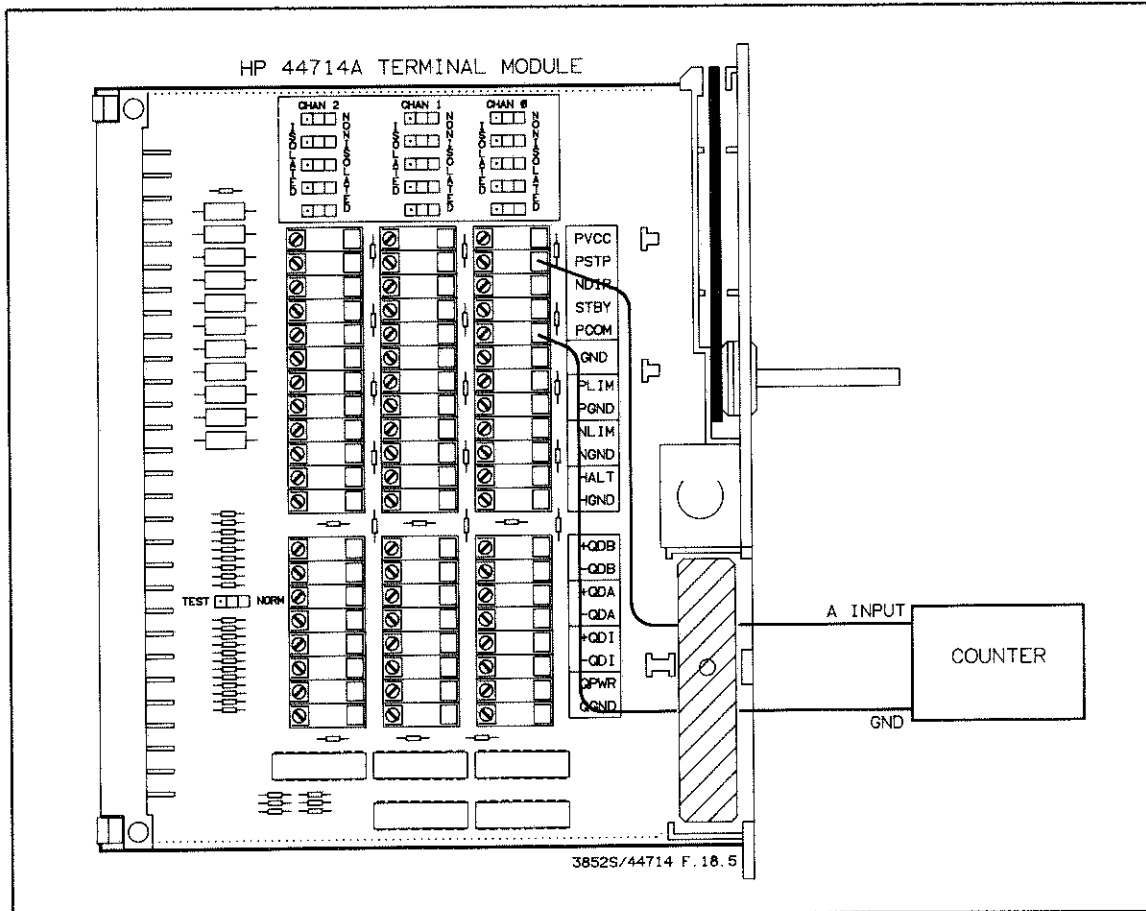 HP 44714A TERMINAL MODULE
CHAN 2
CHAN 1
CHAN 0
ISOLATED
NONISOLATED
ISOLATED
NONISOLATED
ISOLATED
NONISOLATED
PVCC
PSTP
NDIR
STBY
PCOM
GND
PLIM
PGND
NLIM
NGND
HALT
HGND
+QDB
-QDB
+QDA
-QDA
+QDI
-QDI
QPWR
QGND
TEST
NORM
A INPUT
COUNTER
GND
3852S/44714 F.18.5